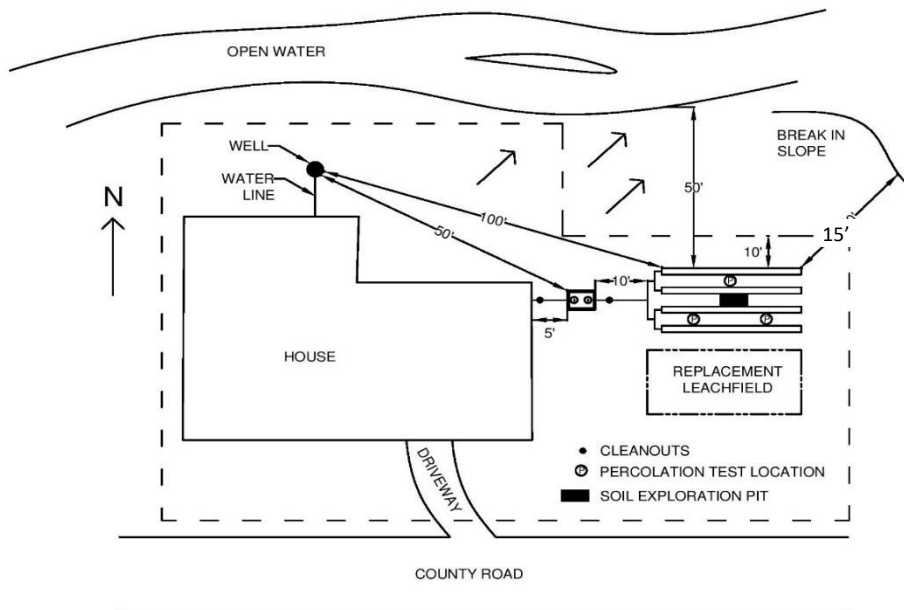 OPEN WATER
WELL
BREAK IN
SLOPE
WATER
LINE
N
50'
100'
50'
15'
10'
10'
5'
HOUSE
REPLACEMENT
LEACHFIELD
P
P
P
CLEANOUTS
P PERCOLATION TEST LOCATION
SOIL EXPLORATION PIT
DRIVEWAY
COUNTY ROAD